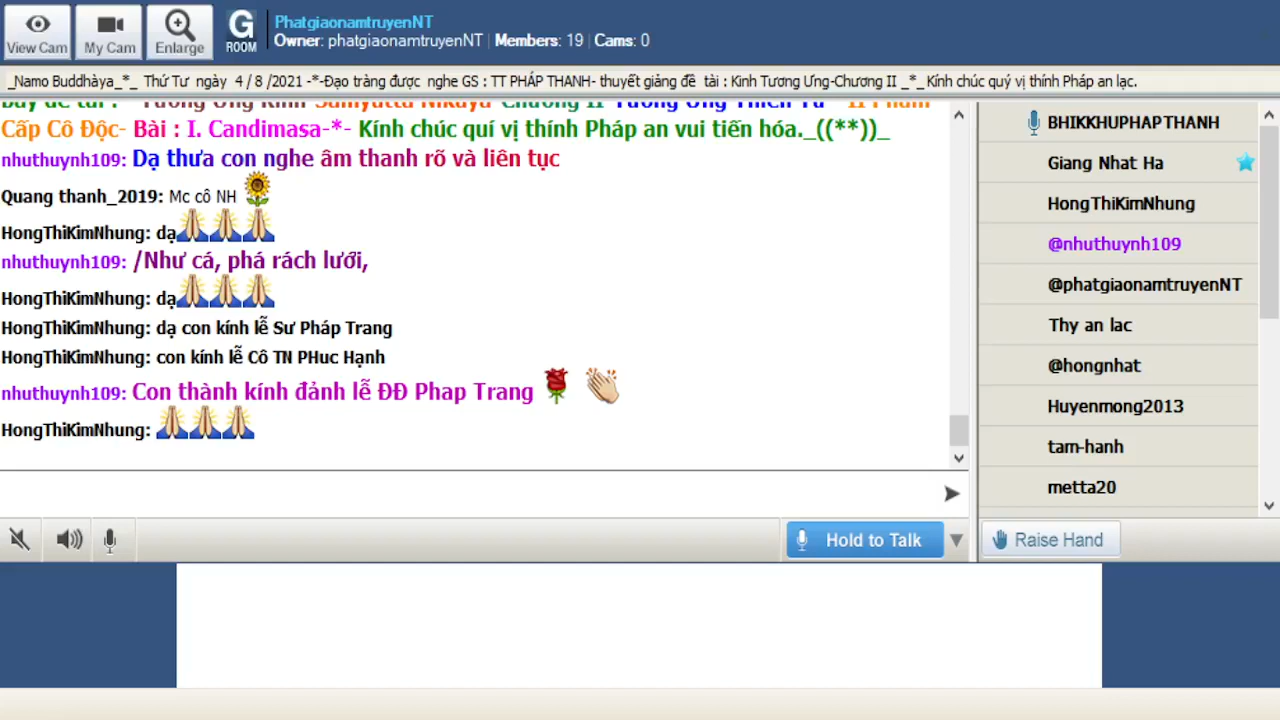 View Cam
My Cam
Enlarge
G
ROOM
PhatgiaonamtruyenNT
Owner: phatgiaonamtruyenNT | Members: 19 | Cams: 0
_Namo Buddhàya_*_ Thứ Tư ngày 4 / 8 /2021 -*-Đạo tràng được nghe GS : TT PHÁP THANH- thuyết giảng đề tài : Kinh Tương Ưng-Chương II _*_ Kính chúc quý vị thính Pháp an lạc.
Cấp Cô Độc- Bài : I. Candimasa-*- Kính chúc quí vị thính Pháp an vui tiến hóa._((**))_
nhuthuynh109: Dạ thưa con nghe âm thanh rõ và liên tục
Quang thanh_2019: Mc cô NH
HongThiKimNhung: dạ
nhuthuynh109: /Như cá, phá rách lưới,
HongThiKimNhung: dạ
HongThiKimNhung: dạ con kính lễ Sư Pháp Trang
HongThiKimNhung: con kính lễ Cô TN PHuc Hạnh
nhuthuynh109: Con thành kính đảnh lễ ĐĐ Phap Trang
HongThiKimNhung:
BHIKKHUPHAPTHANH
Giang Nhat Ha
HongThiKimNhung
@nhuthuynh109
@phatgiaonamtruyenNT
Thy an lac
@hongnhat
Huyenmong2013
tam-hanh
metta20
Hold to Talk
Raise Hand